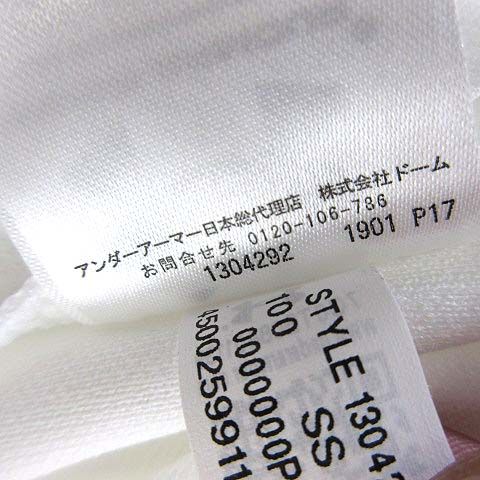 アンダーアーマー日本総代理店 株式会社ドーム
お問合せ先 0120-106-786
1304292 1901 P17
STYLE 1304
100 SS
0000000P
450025991